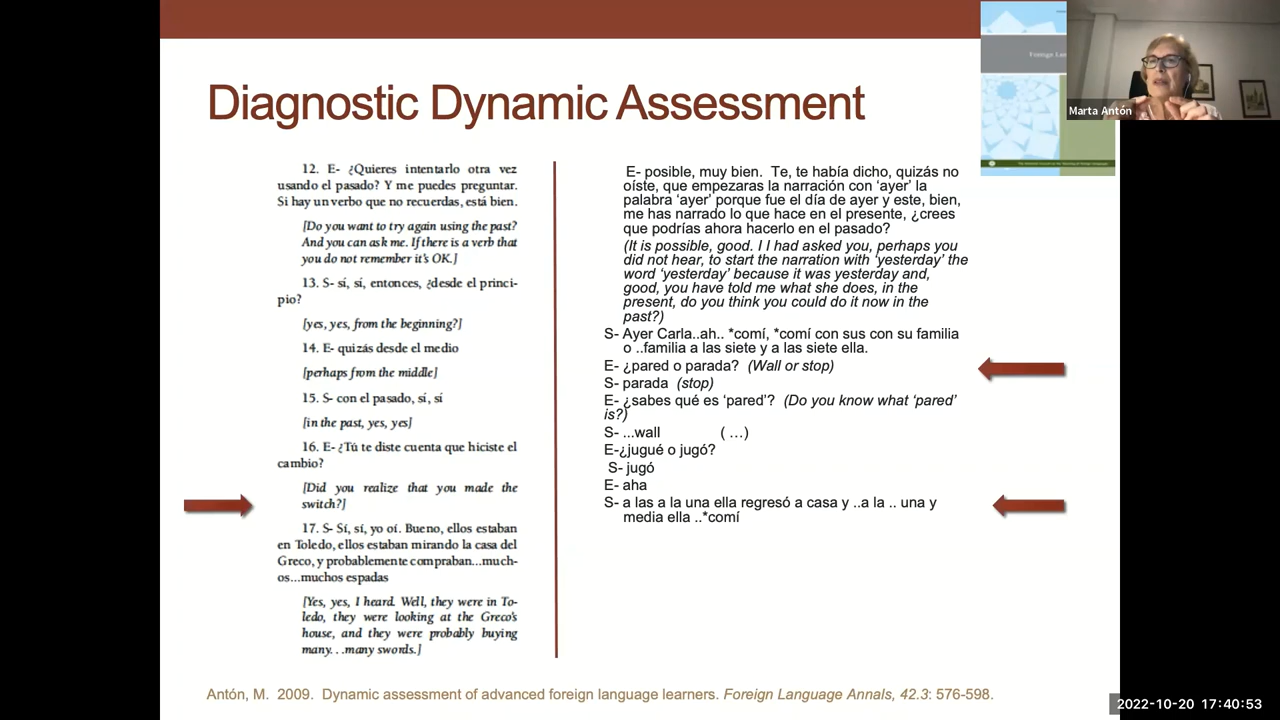 Diagnostic Dynamic Assessment
12. E- ¿Quieres intentarlo otra vez
usando el pasado? Y me puedes preguntar.
Si hay un verbo que no recuerdas, está bien.
[Do you want to try again using the past?
And you can ask me. If there is a verb that
you do not remember it's OK.]
13. S- sí, sí, entonces, ¿desde el princi-
pio?
[yes, yes, from the beginning?]
14. E- quizás desde el medio
[perhaps from the middle]
15. S- con el pasado, sí, sí
[in the past, yes, yes]
16. E- ¿Tú te diste cuenta que hiciste el
cambio?
[Did you realize that you made the
switch?]
17. S- Sí, sí, yo oí. Bueno, ellos estaban
en Toledo, ellos estaban mirando la casa del
Greco, y probablemente compraban...much-
os...muchos espadas
[Yes, yes, I heard. Well, they were in To-
ledo, they were looking at the Greco's
house, and they were probably buying
many. . .many swords.]
E- posible, muy bien. Te, te había dicho, quizás no
oíste, que empezaras la narración con 'ayer' la
palabra 'ayer' porque fue el día de ayer y este, bien,
me has narrado lo que hace en el presente, ¿crees
que podrías ahora hacerlo en el pasado?
(It is possible, good. I I had asked you, perhaps you
did not hear, to start the narration with 'yesterday' the
word 'yesterday' because it was yesterday and,
good, you have told me what she does, in the
present, do you think you could do it now in the
past?)
S- Ayer Carla..ah.. *comí, *comí con sus con su familia
o ..familia a las siete y a las siete ella.
E- ¿pared o parada? (Wall or stop)
S- parada (stop)
E- ¿sabes qué es 'pared'? (Do you know what 'pared'
is?)
S- ...wall ( ...)
E-¿jugué o jugó?
S- jugó
E- aha
S- a las a la una ella regresó a casa y ..a la .. una y
media ella ..*comí
Antón, M. 2009. Dynamic assessment of advanced foreign language learners. Foreign Language Annals, 42.3: 576-598.
Foreign Lan
Marta Antón
2022-10-20 17:40:53